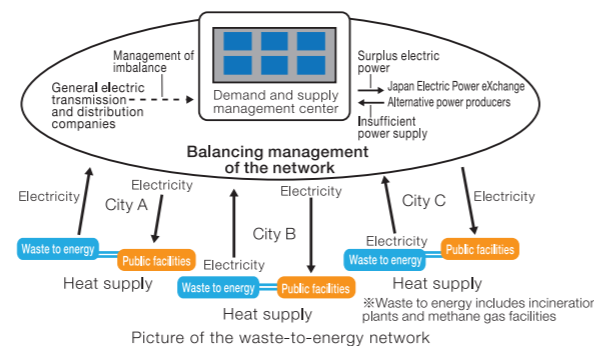 Management of
imbalance
General electric
transmission
and distribution
companies
Demand and supply
management center
Surplus electric
power
Japan Electric Power eXchange
Alternative power producers
Insufficient
power supply
Balancing management
of the network
Electricity
Electricity
City A
Waste to energy
Public facilities
Heat supply
Electricity
City B
Electricity
Waste to energy
Public facilities
Heat supply
City C
Electricity
Electricity
Waste to energy
Public facilities
Heat supply
※Waste to energy includes incineration
plants and methane gas facilities
Picture of the waste-to-energy network